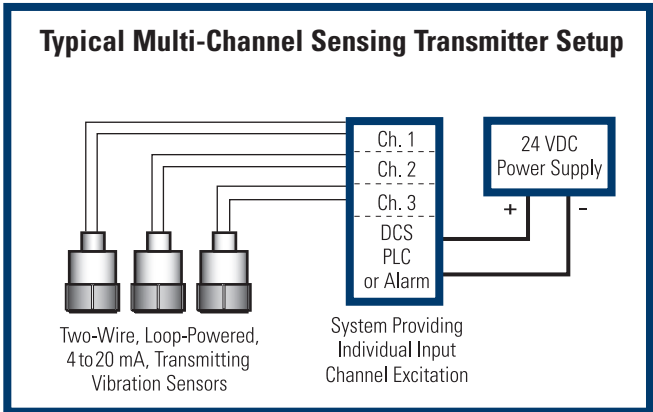 Typical Multi-Channel Sensing Transmitter Setup
Ch. 1
Ch. 2
Ch. 3
DCS
PLC
or Alarm
24 VDC
Power Supply
+ -
Two-Wire, Loop-Powered,
4 to 20 mA, Transmitting
Vibration Sensors
System Providing
Individual Input
Channel Excitation